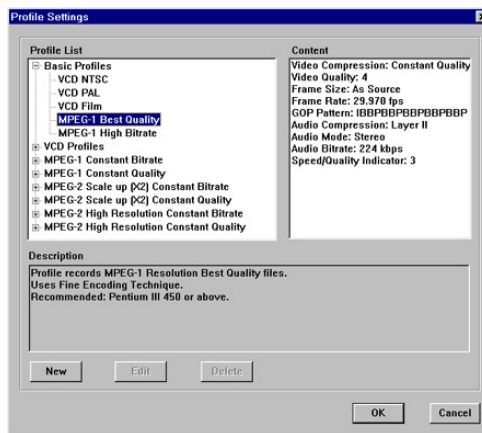 Profile Settings
Profile List
Basic Profiles
VCD NTSC
VCD PAL
VCD Film
MPEG-1 Best Quality
MPEG-1 High Bitrate
VCD Profiles
MPEG-1 Constant Bitrate
MPEG-1 Constant Quality
MPEG-2 Scale up (X2) Constant Bitrate
MPEG-2 Scale up (X2) Constant Quality
MPEG-2 High Resolution Constant Bitrate
MPEG-2 High Resolution Constant Quality
Content
Video Compression: Constant Quality
Video Quality: 4
Frame Size: As Source
Frame Rate: 29.970 fps
GOP Pattern: IBBPBBPBBPBBPBBP
Audio Compression: Layer II
Audio Mode: Stereo
Audio Bitrate: 224 kbps
Speed/Quality Indicator: 3
Description
Profile records MPEG-1 Resolution Best Quality files.
Uses Fine Encoding Technique.
Recommended: Pentium III 450 or above.
New
Edit
Delete
OK
Cancel